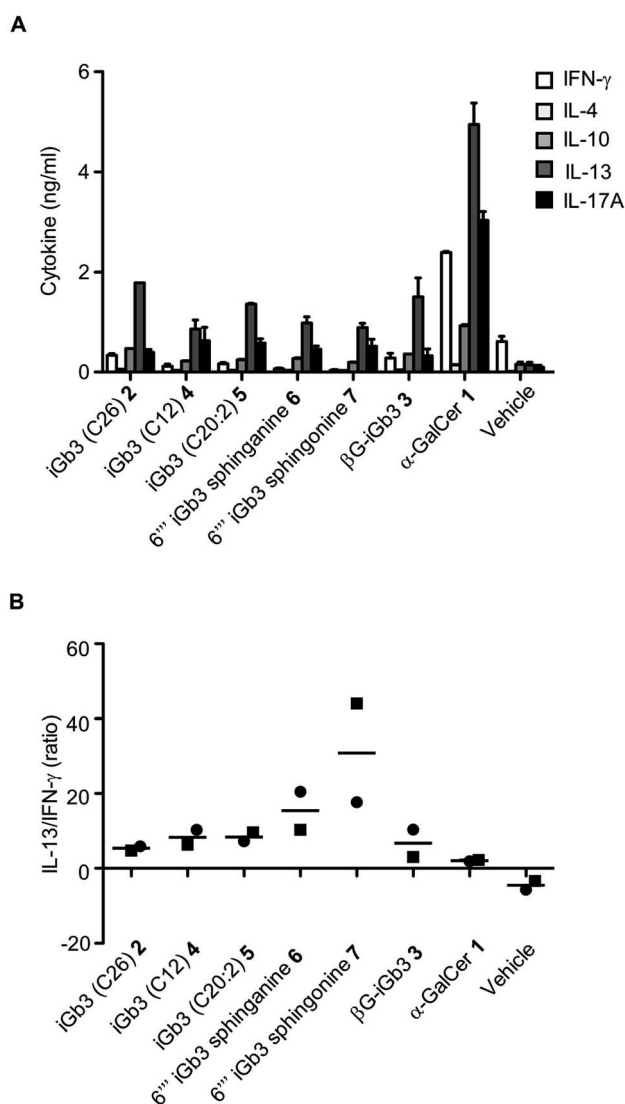 A
Cytokine (ng/ml)
6
4
2
0
IFN-γ
IL-4
IL-10
IL-13
IL-17A
iGb3 (C26) 2
iGb3 (C12) 4
iGb3 (C20:2) 5
6''' iGb3 sphinganine 6
6''' iGb3 sphingonine 7
βG-iGb3 3
α-GalCer 1
Vehicle
B
IL-13/IFN-γ (ratio)
60
40
20
0
-20
iGb3 (C26) 2
iGb3 (C12) 4
iGb3 (C20:2) 5
6''' iGb3 sphinganine 6
6''' iGb3 sphingonine 7
βG-iGb3 3
α-GalCer 1
Vehicle